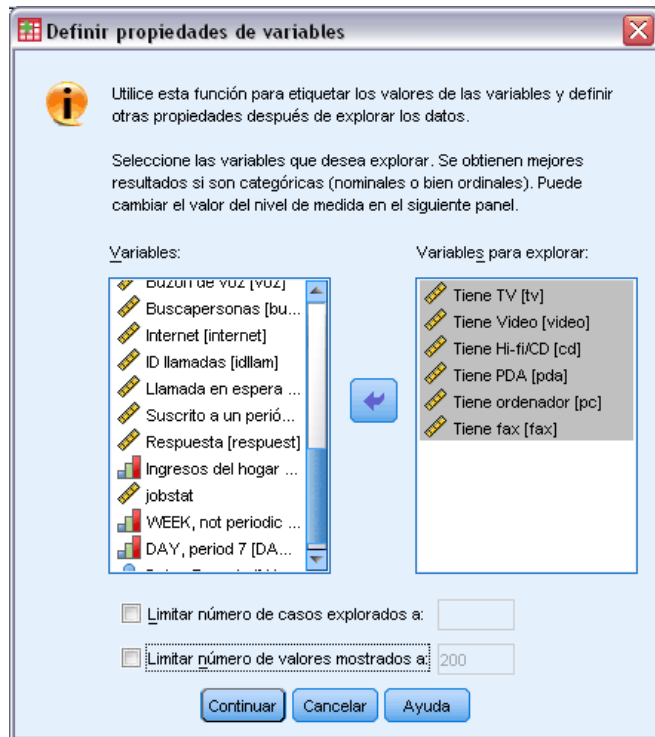 Definir propiedades de variables
Utilice esta función para etiquetar los valores de las variables y definir
otras propiedades después de explorar los datos.
Seleccione las variables que desea explorar. Se obtienen mejores
resultados si son categóricas (nominales o bien ordinales). Puede
cambiar el valor del nivel de medida en el siguiente panel.
Variables:
Buzon de voz [voz]
Buscapersonas [bu...
Internet [internet]
ID llamadas [idllam]
Llamada en espera ...
Suscrito a un perió...
Respuesta [respuest]
Ingresos del hogar ...
jobstat
WEEK, not periodic ...
DAY, period 7 [DA...
Variables para explorar:
Tiene TV [tv]
Tiene Video [video]
Tiene Hi-fi/CD [cd]
Tiene PDA [pda]
Tiene ordenador [pc]
Tiene fax [fax]
Limitar número de casos explorados a:
Limitar número de valores mostrados a: 200
Continuar Cancelar Ayuda